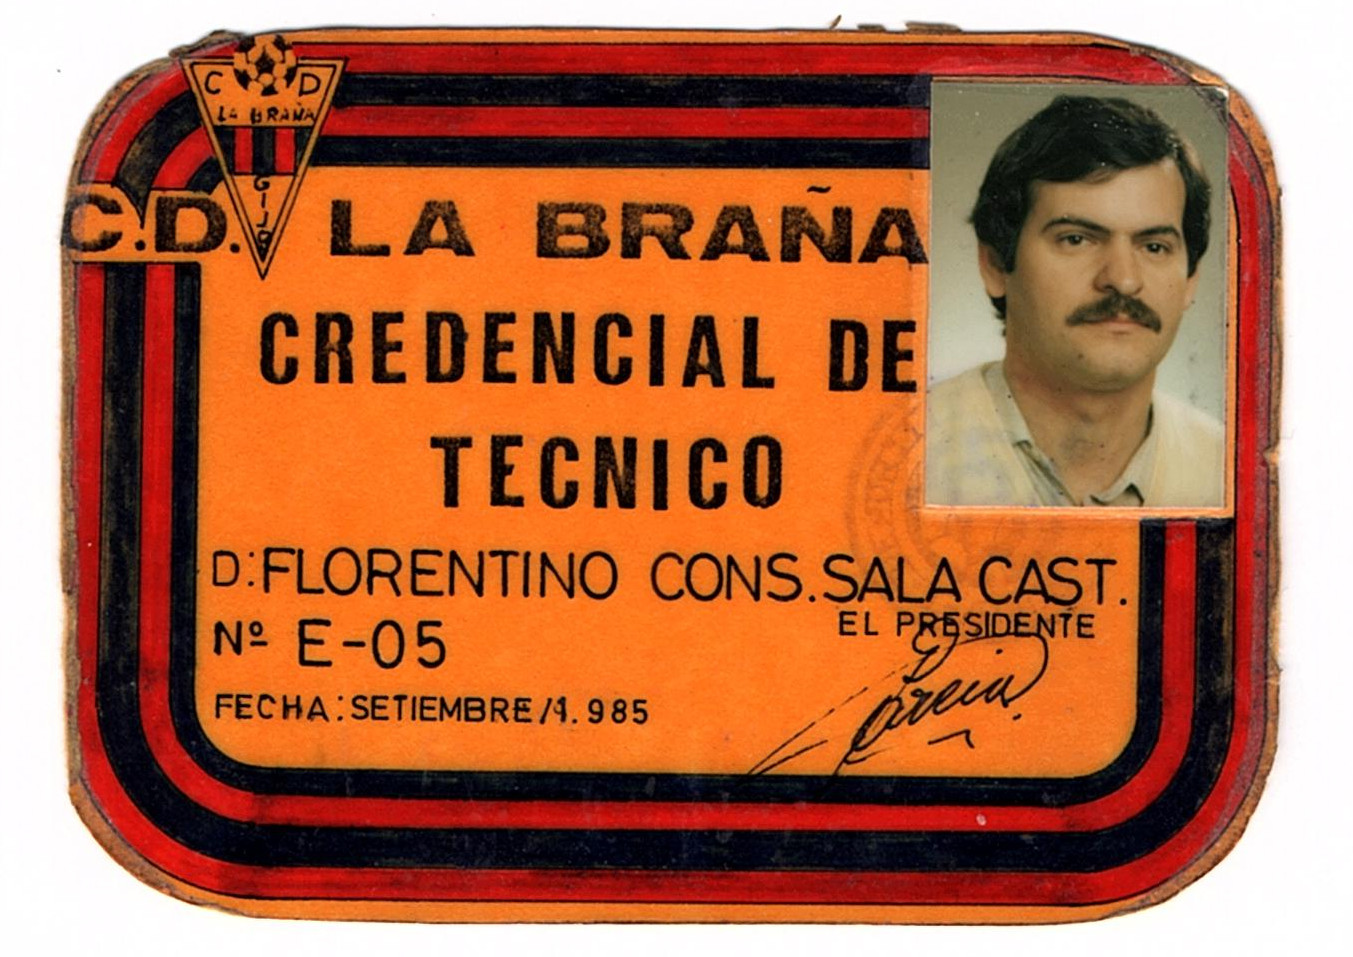 C D
LA BRAÑA
GIJON
C.D. LA BRAÑA
CREDENCIAL DE
TECNICO
D:FLORENTINO CONS.SALA CAST.
EL PRESIDENTE
Nº E-05
FECHA:SETIEMBRE/1.985